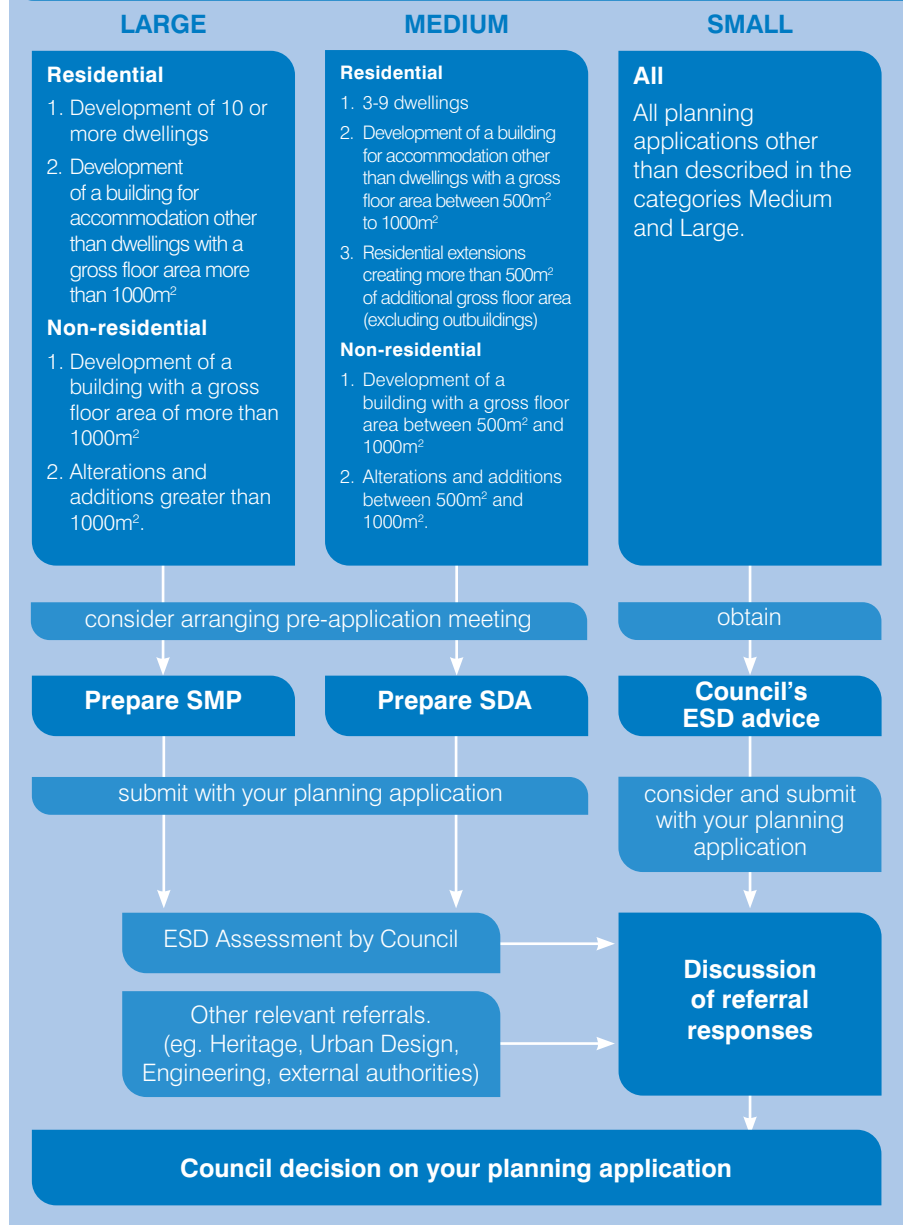 LARGE
Residential
1. Development of 10 or
more dwellings
2. Development
of a building for
accommodation other
than dwellings with a
gross floor area more
than 1000m²
Non-residential
1. Development of a
building with a gross
floor area of more than
1000m²
2. Alterations and
additions greater than
1000m².
MEDIUM
Residential
1. 3-9 dwellings
2. Development of a building
for accommodation other
than dwellings with a gross
floor area between 500m²
to 1000m²
3. Residential extensions
creating more than 500m²
of additional gross floor area
(excluding outbuildings)
Non-residential
1. Development of a
building with a gross floor
area between 500m² and
1000m²
2. Alterations and additions
between 500m² and
1000m².
SMALL
All
All planning
applications other
than described in the
categories Medium
and Large.
consider arranging pre-application meeting
obtain
Prepare SMP
Prepare SDA
Council's
ESD advice
submit with your planning application
consider and submit
with your planning
application
ESD Assessment by Council
Other relevant referrals.
(eg. Heritage, Urban Design,
Engineering, external authorities)
Discussion
of referral
responses
Council decision on your planning application